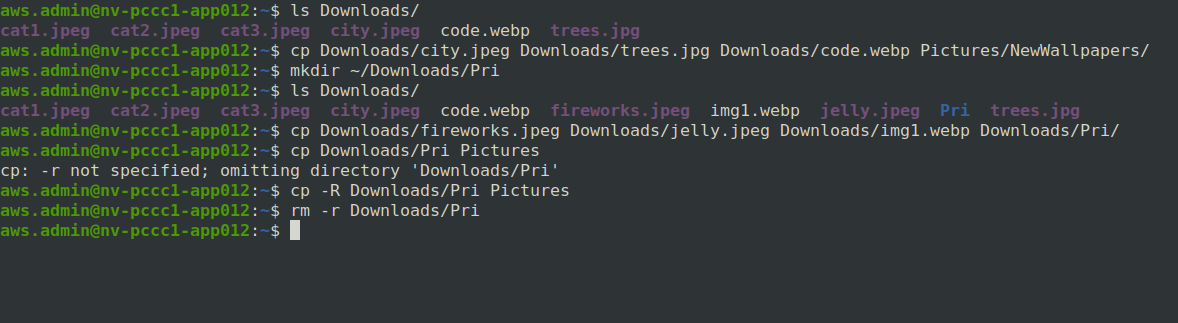 aws.admin@nv-pccc1-app012:~$ ls Downloads/
cat1.jpeg  cat2.jpeg  cat3.jpeg  city.jpeg  code.webp  trees.jpg
aws.admin@nv-pccc1-app012:~$ cp Downloads/city.jpeg Downloads/trees.jpg Downloads/code.webp Pictures/NewWallpapers/
aws.admin@nv-pccc1-app012:~$ mkdir ~/Downloads/Pri
aws.admin@nv-pccc1-app012:~$ ls Downloads/
cat1.jpeg  cat2.jpeg  cat3.jpeg  city.jpeg  code.webp  fireworks.jpeg  img1.webp  jelly.jpeg  Pri  trees.jpg
aws.admin@nv-pccc1-app012:~$ cp Downloads/fireworks.jpeg Downloads/jelly.jpeg Downloads/img1.webp Downloads/Pri/
aws.admin@nv-pccc1-app012:~$ cp Downloads/Pri Pictures
cp: -r not specified; omitting directory 'Downloads/Pri'
aws.admin@nv-pccc1-app012:~$ cp -R Downloads/Pri Pictures
aws.admin@nv-pccc1-app012:~$ rm -r Downloads/Pri
aws.admin@nv-pccc1-app012:~$